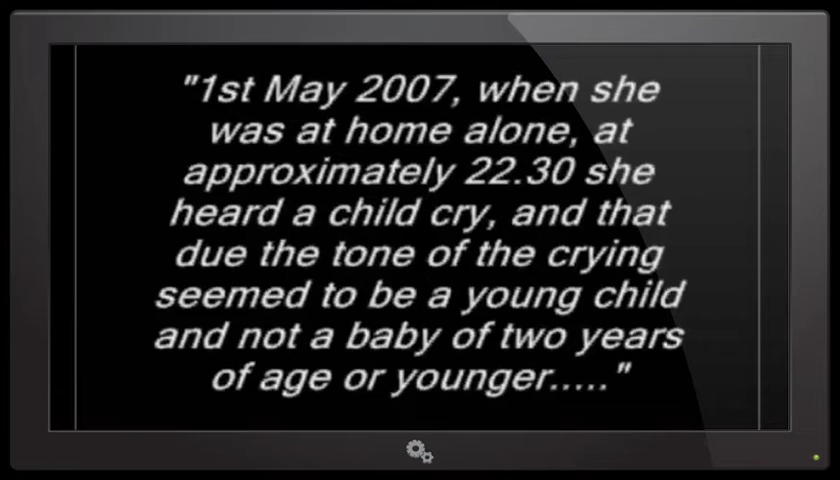 "1st May 2007, when she
was at home alone, at
approximately 22.30 she
heard a child cry, and that
due the tone of the crying
seemed to be a young child
and not a baby of two years
of age or younger....."